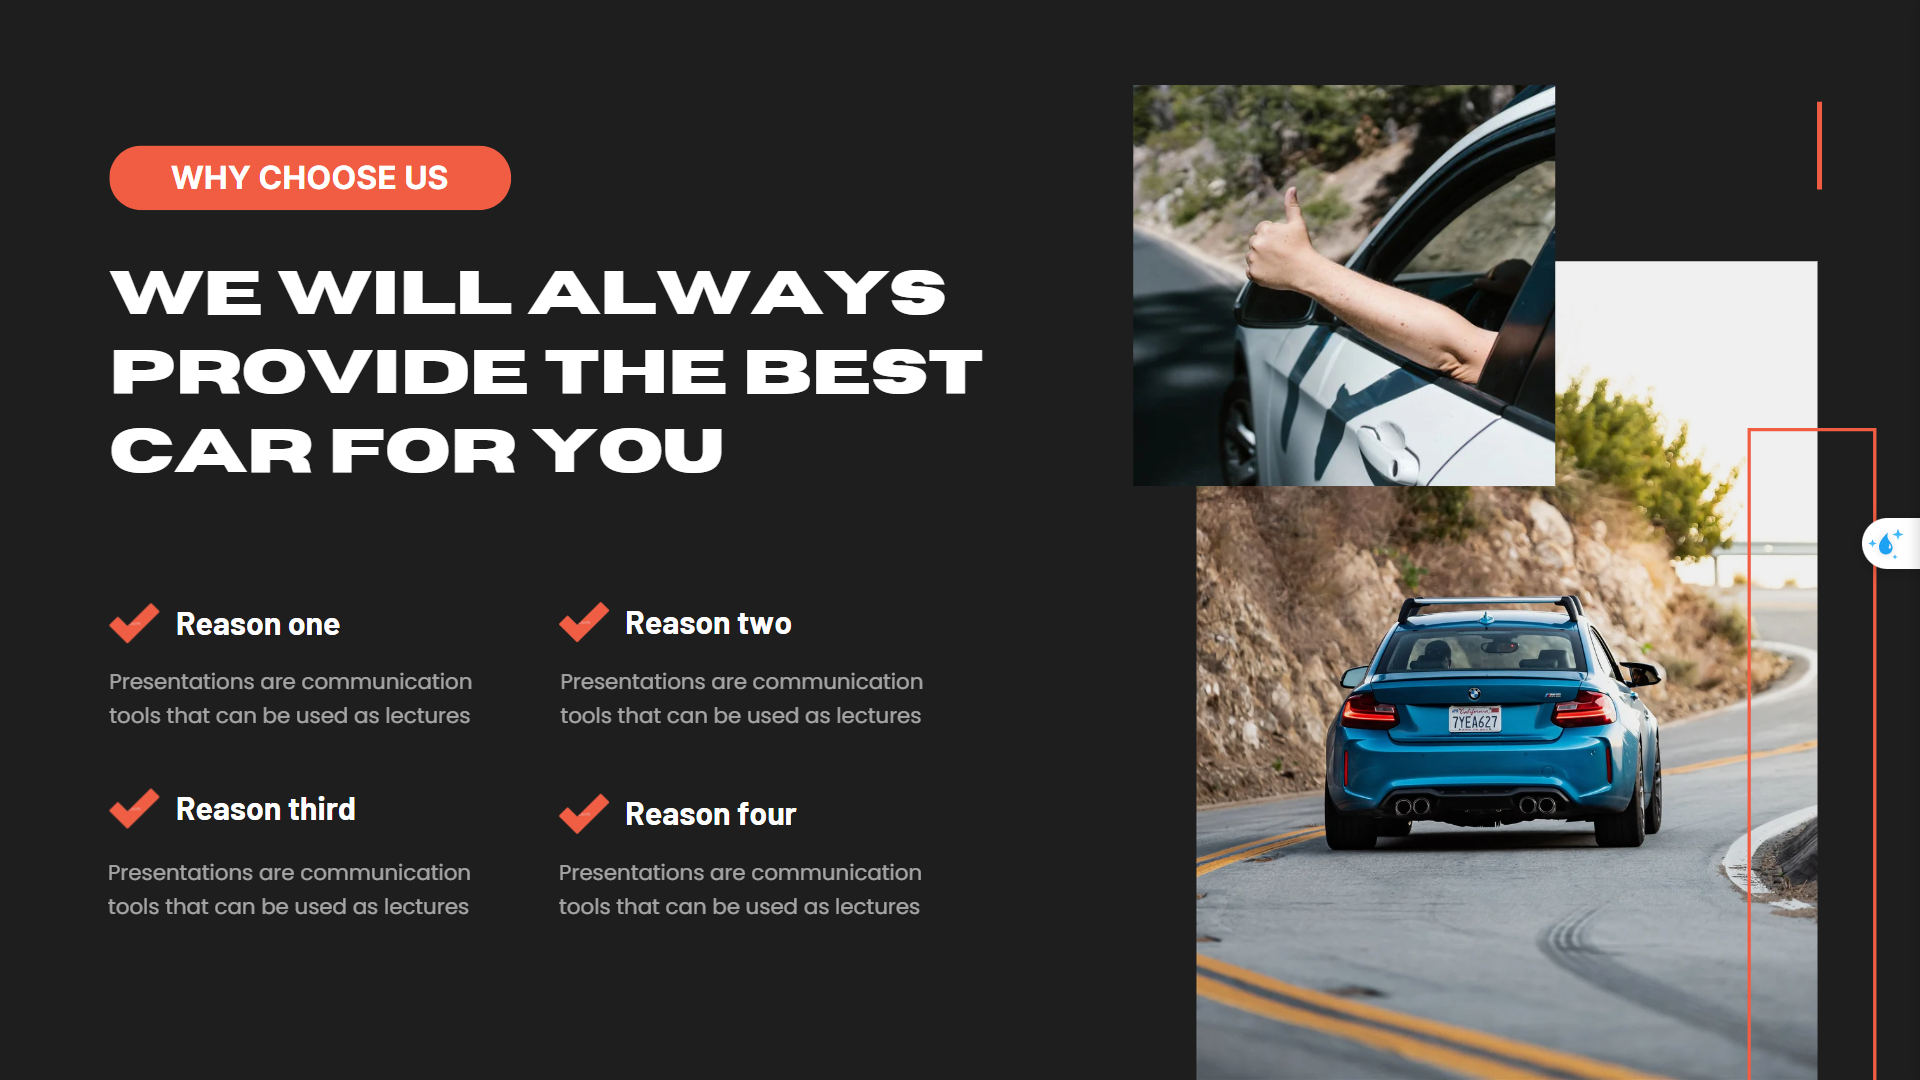 WHY CHOOSE US
WE WILL ALWAYS
PROVIDE THE BEST
CAR FOR YOU
Reason one
Presentations are communication
tools that can be used as lectures
Reason two
Presentations are communication
tools that can be used as lectures
Reason third
Presentations are communication
tools that can be used as lectures
Reason four
Presentations are communication
tools that can be used as lectures
California
7YEA627